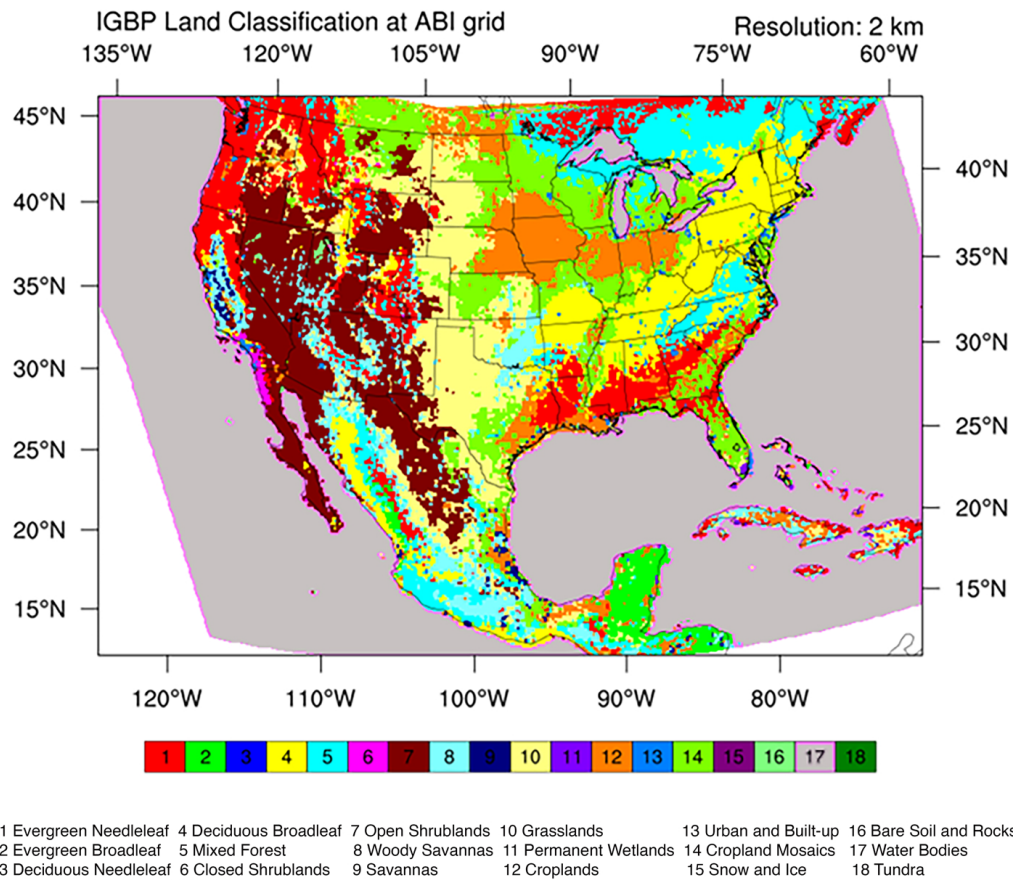 IGBP Land Classification at ABI grid
Resolution: 2 km
135°W 120°W 105°W 90°W 75°W 60°W
45°N
40°N
40°N
35°N
35°N
30°N
30°N
25°N
25°N
20°N
20°N
15°N
15°N
120°W 110°W 100°W 90°W 80°W
1 2 3 4 5 6 7 8 9 10 11 12 13 14 15 16 17 18
1 Evergreen Needleleaf 4 Deciduous Broadleaf 7 Open Shrublands 10 Grasslands 13 Urban and Built-up 16 Bare Soil and Rocks
2 Evergreen Broadleaf 5 Mixed Forest 8 Woody Savannas 11 Permanent Wetlands 14 Cropland Mosaics 17 Water Bodies
3 Deciduous Needleleaf 6 Closed Shrublands 9 Savannas 12 Croplands 15 Snow and Ice 18 Tundra